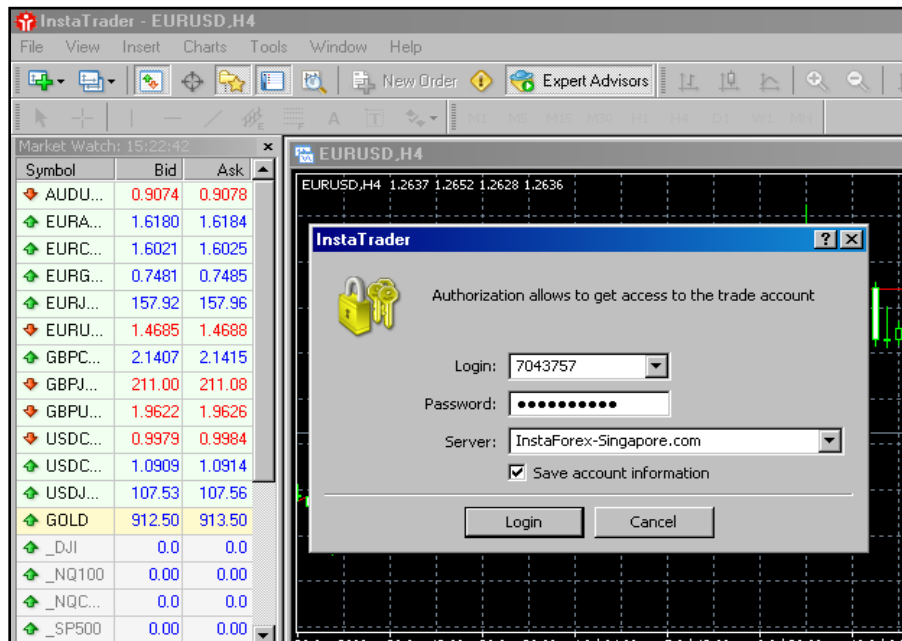 InstaTrader - EURUSD,H4
File View Insert Charts Tools Window Help
New Order Expert Advisors
E F A T M1 M5 M15 M30 H1 H4 D1 W1 MN
Market Watch: 15:22:42
Symbol Bid Ask
AUDU... 0.9074 0.9078
EURA... 1.6180 1.6184
EURC... 1.6021 1.6025
EURG... 0.7481 0.7485
EURJ... 157.92 157.96
EURU... 1.4685 1.4688
GBPC... 2.1407 2.1415
GBPJ... 211.00 211.08
GBPU... 1.9622 1.9626
USDC... 0.9979 0.9984
USDC... 1.0909 1.0914
USDJ... 107.53 107.56
GOLD 912.50 913.50
_DJI 0.0 0.0
_NQ100 0.00 0.00
_NQC... 0.0 0.0
_SP500 0.00 0.00
EURUSD,H4
EURUSD,H4 1.2637 1.2652 1.2628 1.2636
InstaTrader
Authorization allows to get access to the trade account
Login: 7043757
Password: ●●●●●●●●●●
Server: InstaForex-Singapore.com
Save account information
Login Cancel